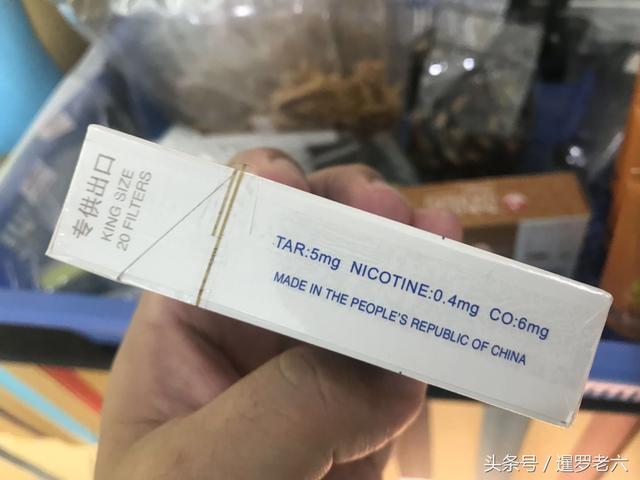 专供出口
KING SIZE
20 FILTERS
TAR:5mg NICOTINE:0.4mg CO:6mg
MADE IN THE PEOPLE'S REPUBLIC OF CHINA
头条号/暹罗老六